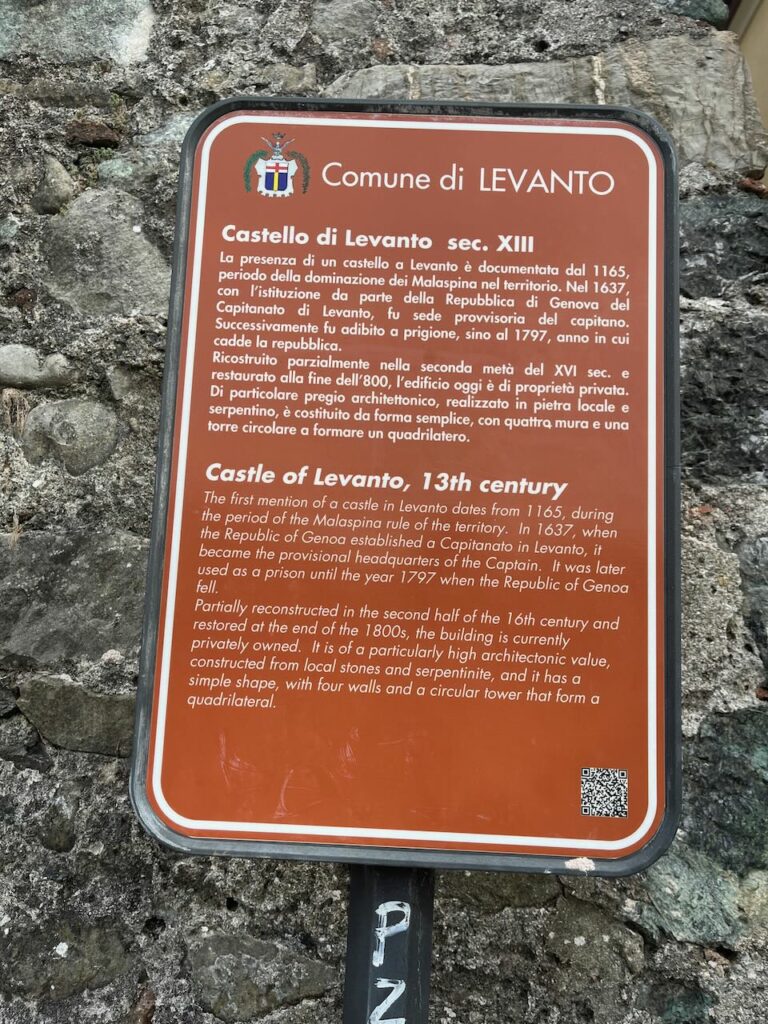 Comune di LEVANTO
Castello di Levanto sec. XIII
La presenza di un castello a Levanto è documentata dal 1165,
periodo della dominazione dei Malaspina nel territorio. Nel 1637,
con l'istituzione da parte della Repubblica di Genova del
Capitanato di Levanto, fu sede provvisoria del capitano.
Successivamente fu adibito a prigione, sino al 1797, anno in cui
cadde la repubblica.
Ricostruito parzialmente nella seconda metà del XVI sec. e
restaurato alla fine dell'800, l'edificio oggi è di proprietà privata.
Di particolare pregio architettonico, realizzato in pietra locale e
serpentino, è costituito da forma semplice, con quattro mura e una
torre circolare a formare un quadrilatero.
Castle of Levanto, 13th century
The first mention of a castle in Levanto dates from 1165, during
the period of the Malaspina rule of the territory. In 1637, when
the Republic of Genoa established a Capitanato in Levanto, it
became the provisional headquarters of the Captain. It was later
used as a prison until the year 1797 when the Republic of Genoa
fell.
Partially reconstructed in the second half of the 16th century and
restored at the end of the 1800s, the building is currently
privately owned. It is of a particularly high architectonic value,
constructed from local stones and serpentinite, and it has a
simple shape, with four walls and a circular tower that form a
quadrilateral.
P
Z